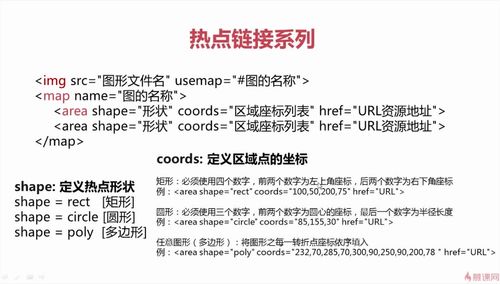 热点链接系列
<img src="图形文件名" usemap="#图的名称">
<map name="图的名称">
<area shape="形状" coords="区域座标列表" href="URL资源地址">
<area shape="形状" coords="区域座标列表" href="URL资源地址">
</map>
coords: 定义区域点的坐标
矩形：必须使用四个数字，前两个数字为左上角座标，后两个数字为右下角座标
例：<area shape="rect" coords="100,50,200,75" href="URL">
圆形：必须使用三个数字，前两个数字为圆心的座标，最后一个数字为半径长度
例：<area shape="circle" coords="85,155,30" href="URL">
任意图形（多边形）：将图形之每一转折点座标依序填入
例：<area shape="poly" coords="232,70,285,70,300,90,250,90,200,78 " href="URL">
shape: 定义热点形状
shape = rect [矩形]
shape = circle [圆形]
shape = poly [多边形]
慕课网